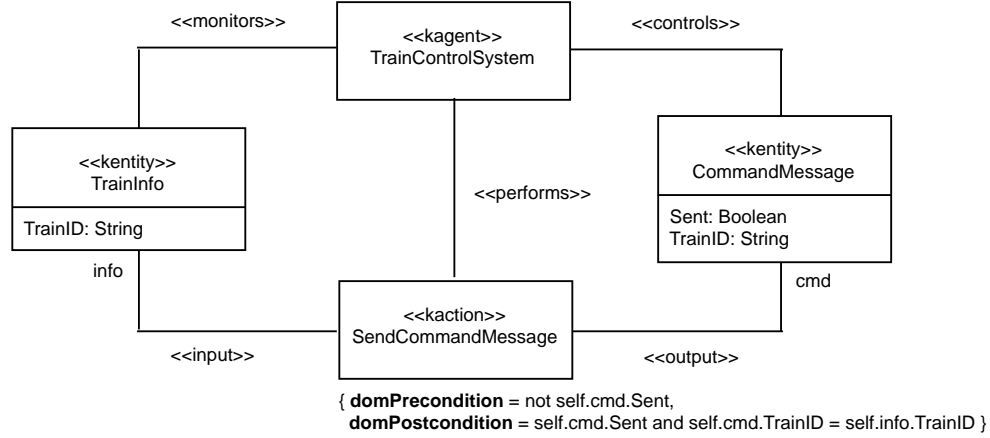 <<monitors>>
<<kagent>>
TrainControlSystem
<<controls>>
<<kentity>>
TrainInfo
TrainID: String
info
<<performs>>
<<kentity>>
CommandMessage
Sent: Boolean
TrainID: String
cmd
<<input>>
<<kaction>>
SendCommandMessage
<<output>>
{ domPrecondition = not self.cmd.Sent,
domPostcondition = self.cmd.Sent and self.cmd.TrainID = self.info.TrainID }